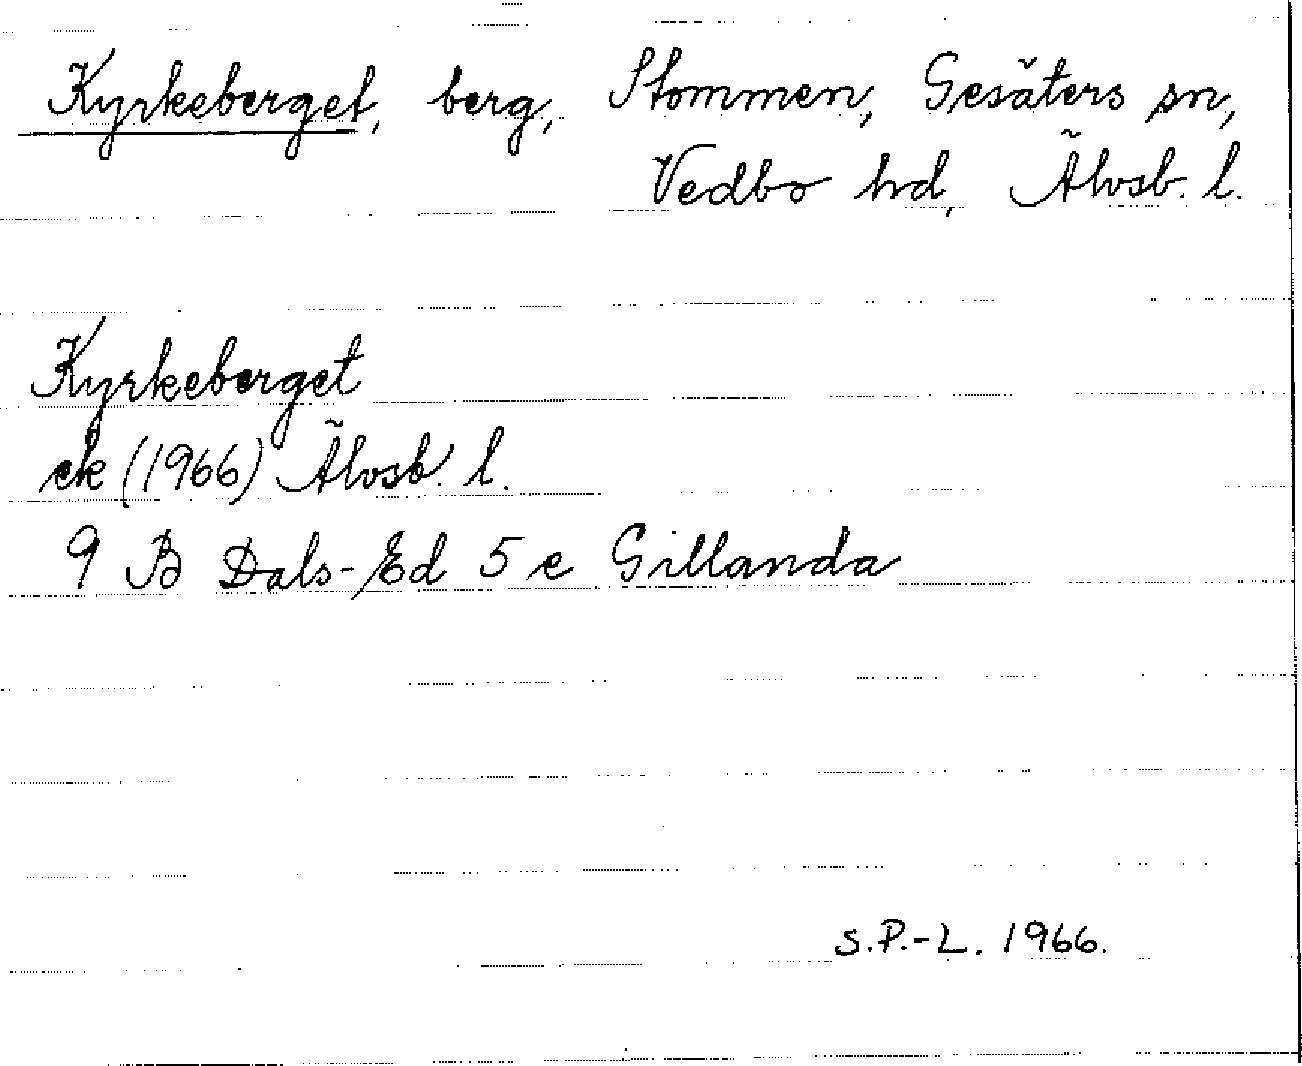 Kyrkeberget, berg, Stommen, Gesäters sn,
Vedbo hd, Älvsb. l.
Kyrkeberget
ek (1966) Älvsb. l.
9 B Dals-Ed 5 e Gillanda
S.P.-L. 1966.